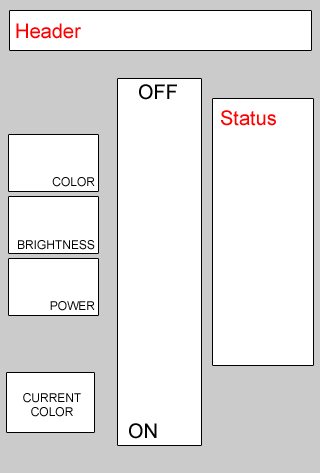 Header
OFF
Status
COLOR
BRIGHTNESS
POWER
CURRENT
COLOR
ON